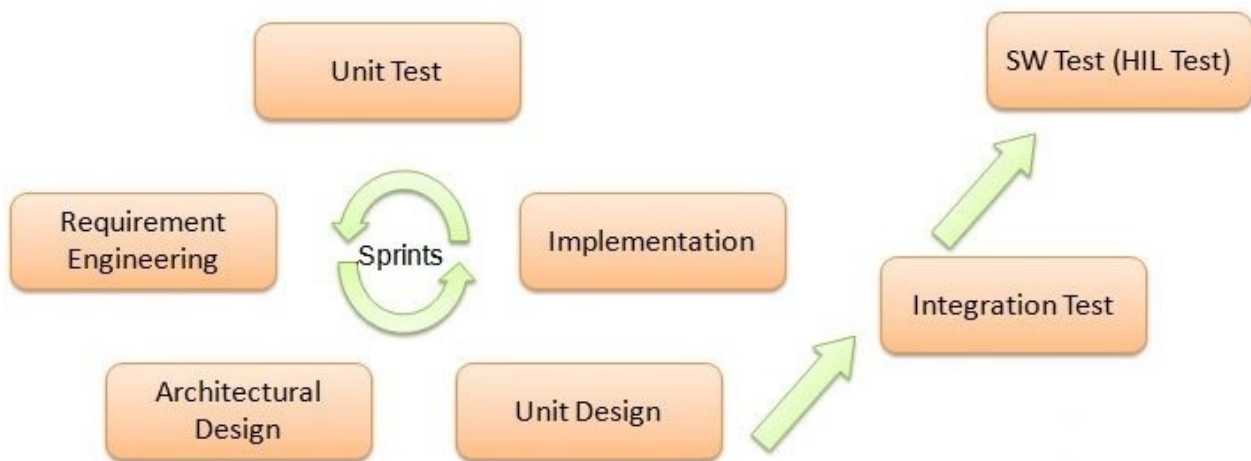 Unit Test
SW Test (HIL Test)
Requirement
Engineering
Sprints
Implementation
Integration Test
Architectural
Design
Unit Design